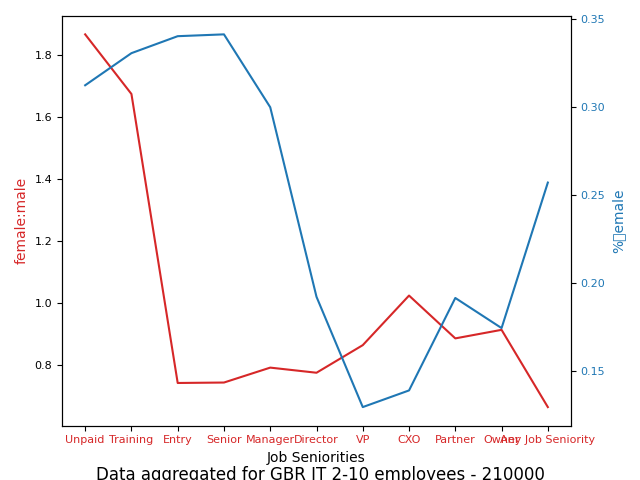 1.8
1.6
1.4
1.2
1.0
0.8
female:male
0.35
0.30
0.25
0.20
0.15
Unpaid Training Entry Senior Manager Director VP CXO Partner Owner Any Job Seniority
Job Seniorities
Data aggregated for GBR IT 2-10 employees - 210000